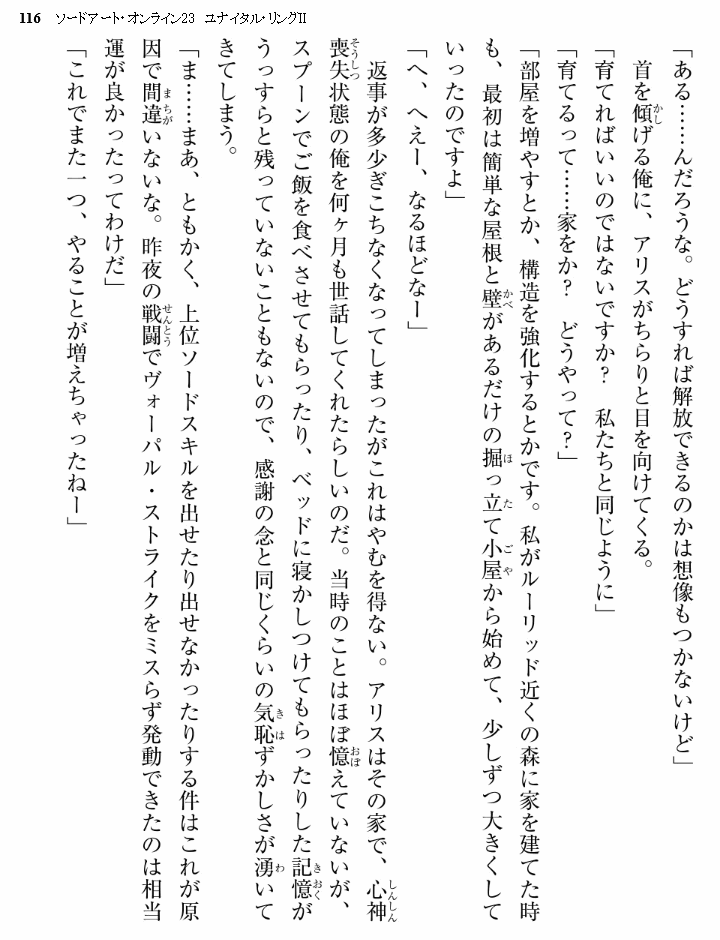 116 ソードアート・オンライン23 ユナイタル・リングII
「ある……んだろうな。どうすれば解放できるのかは想像もつかないけど」
首を傾げる俺に、アリスがちらりと目を向けてくる。
「育てればいいのではないですか? 私たちと同じように」
「育てるって……家をか? どうやって?」
「部屋を増やすとか、構造を強化するとかです。私がルーリッド近くの森に家を建てた時
も、最初は簡単な屋根と壁があるだけの掘っ立て小屋から始めて、少しずつ大きくして
いったのですよ」
「へ、へえー、なるほどなー」
返事が多少ぎこちなくなってしまったがこれはやむを得ない。アリスはその家で、心神
喪失状態の俺を何ヶ月も世話してくれたらしいのだ。当時のことはほぼ憶えていないが、
スプーンでご飯を食べさせてもらったり、ベッドに寝かしつけてもらったりした記憶が
うっすらと残っていないこともないので、感謝の念と同じくらいの気恥ずかしさが湧いて
きてしまう。
「ま……まあ、ともかく、上位ソードスキルを出せたり出せなかったりする件はこれが原
因で間違いないな。昨夜の戦闘でヴォーパル・ストライクをミスらず発動できたのは相当
運が良かったってわけだ」
「これでまた一つ、やることが増えちゃったねー」